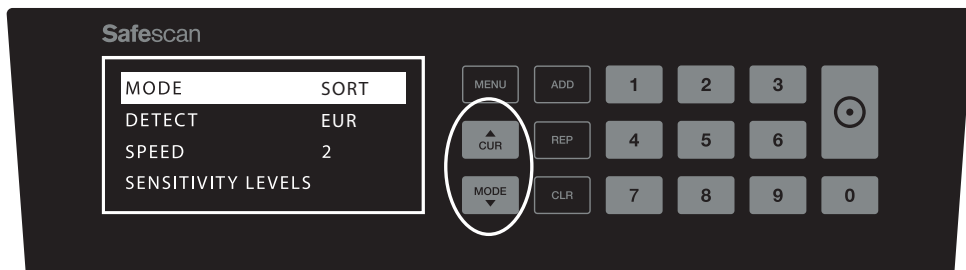 Safescan
MODE SORT
DETECT EUR
SPEED 2
SENSITIVITY LEVELS
MENU ADD 1 2 3
CUR REP 4 5 6
MODE CLR 7 8 9 0